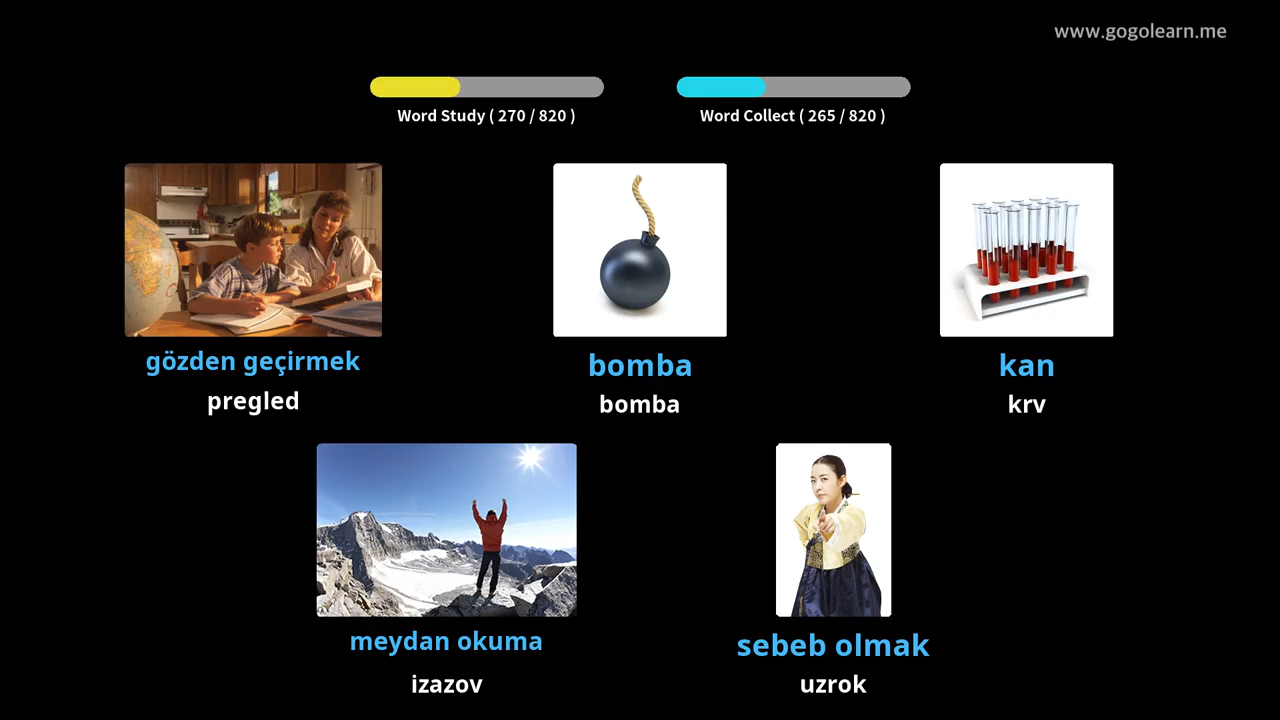 www.gogolearn.me
Word Study ( 270 / 820 )
Word Collect ( 265 / 820 )
gözden geçirmek
pregled
bomba
bomba
kan
krv
meydan okuma
izazov
sebeb olmak
uzrok